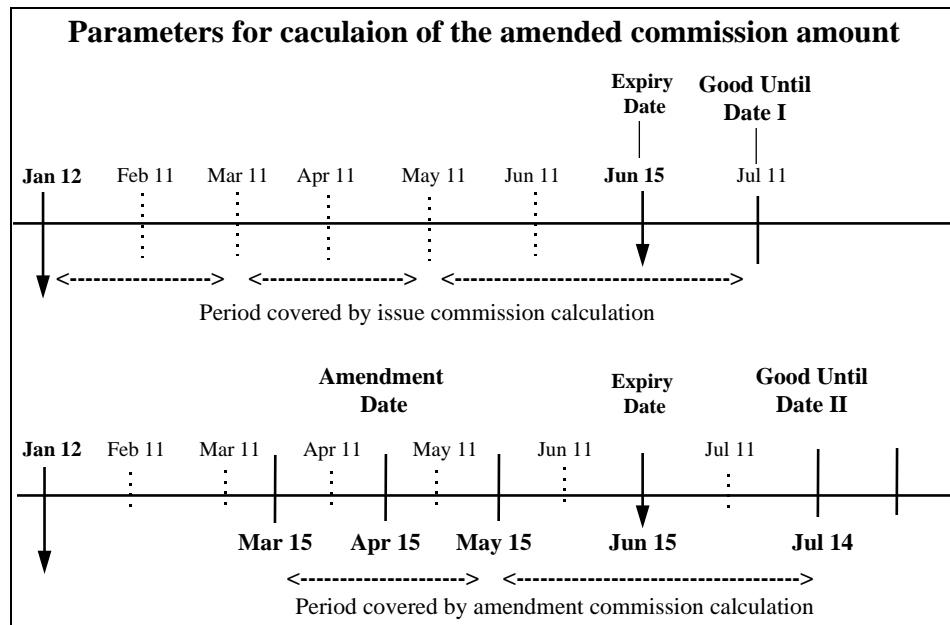 Parameters for caculaion of the amended commission amount
Expiry
Date
Good Until
Date I
Jan 12 Feb 11 Mar 11 Apr 11 May 11 Jun 11 Jun 15 Jul 11
Period covered by issue commission calculation
Amendment
Date
Expiry
Date
Good Until
Date II
Jan 12 Feb 11 Mar 11 Apr 11 May 11 Jun 11 Jul 11
Mar 15 Apr 15 May 15 Jun 15 Jul 14
Period covered by amendment commission calculation